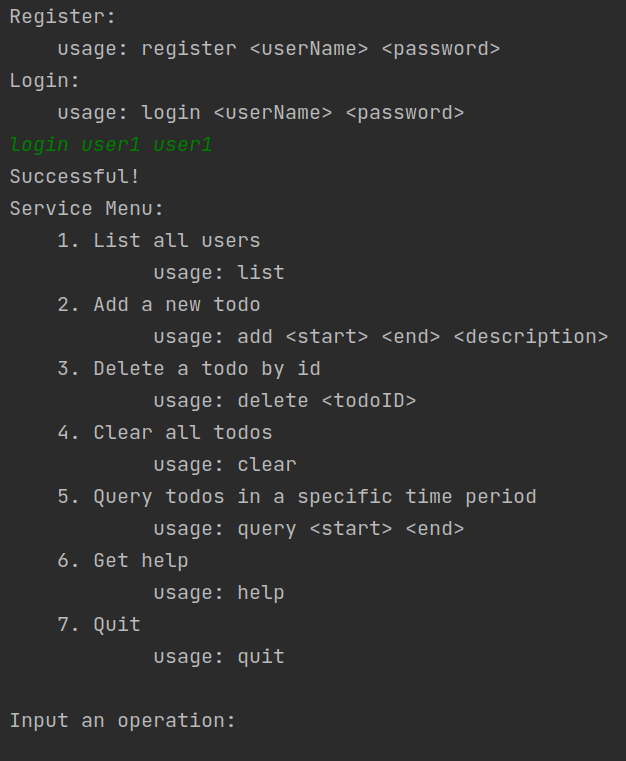 Register:
    usage: register <userName> <password>
Login:
    usage: login <userName> <password>
login user1 user1
Successful!
Service Menu:
    1. List all users
            usage: list
    2. Add a new todo
            usage: add <start> <end> <description>
    3. Delete a todo by id
            usage: delete <todoID>
    4. Clear all todos
            usage: clear
    5. Query todos in a specific time period
            usage: query <start> <end>
    6. Get help
            usage: help
    7. Quit
            usage: quit

Input an operation: